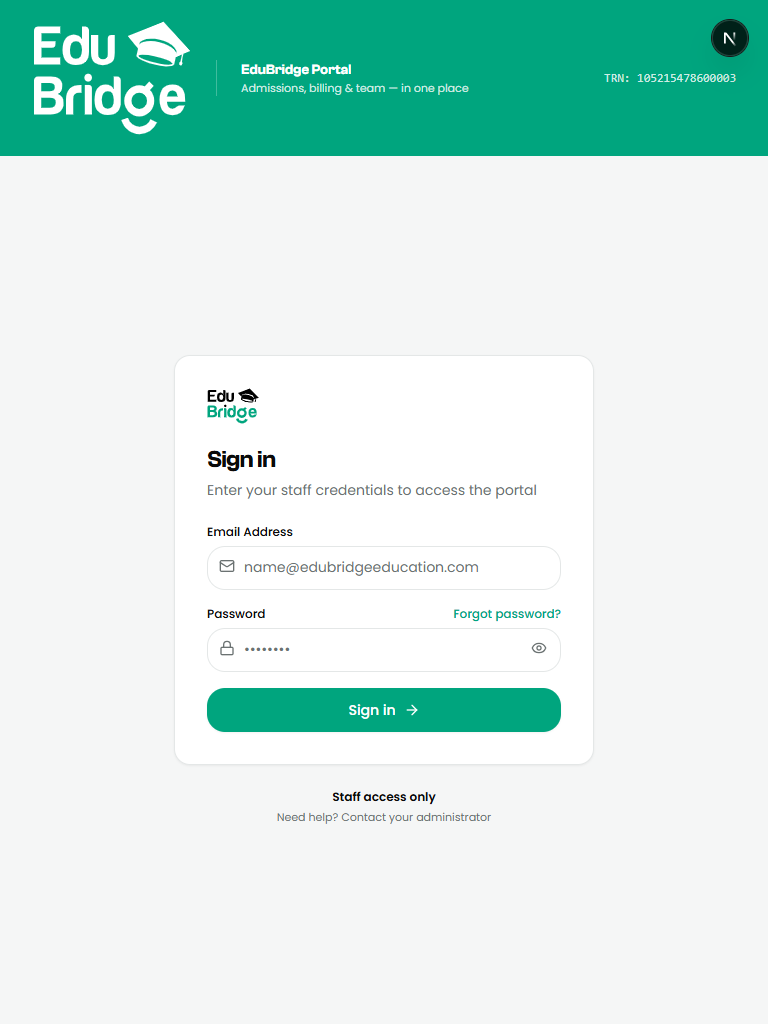 Edu
Bridge
EduBridge Portal
Admissions, billing & team — in one place
TRN: 105215478600003
N
Edu
Bridge
Sign in
Enter your staff credentials to access the portal
Email Address
name@edubridgeeducation.com
Password
Forgot password?
••••••••
Sign in →
Staff access only
Need help? Contact your administrator